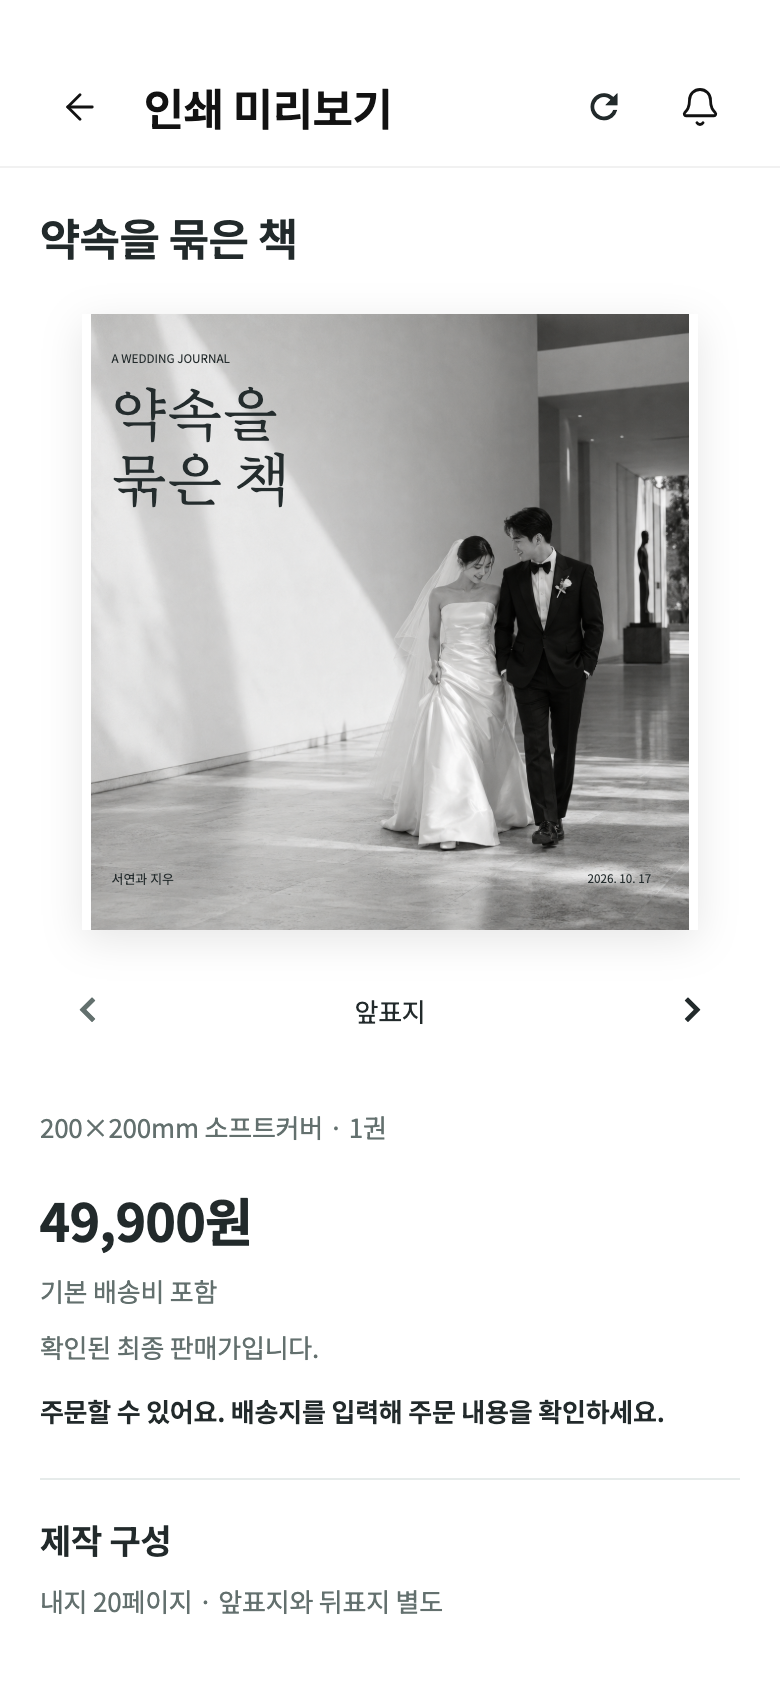 인쇄 미리보기
약속을 묶은 책
A WEDDING JOURNAL
약속을
묶은 책
서연과 지우
2026. 10. 17
앞표지
200×200mm 소프트커버 · 1권
49,900원
기본 배송비 포함
확인된 최종 판매가입니다.
주문할 수 있어요. 배송지를 입력해 주문 내용을 확인하세요.
제작 구성
내지 20페이지 · 앞표지와 뒤표지 별도